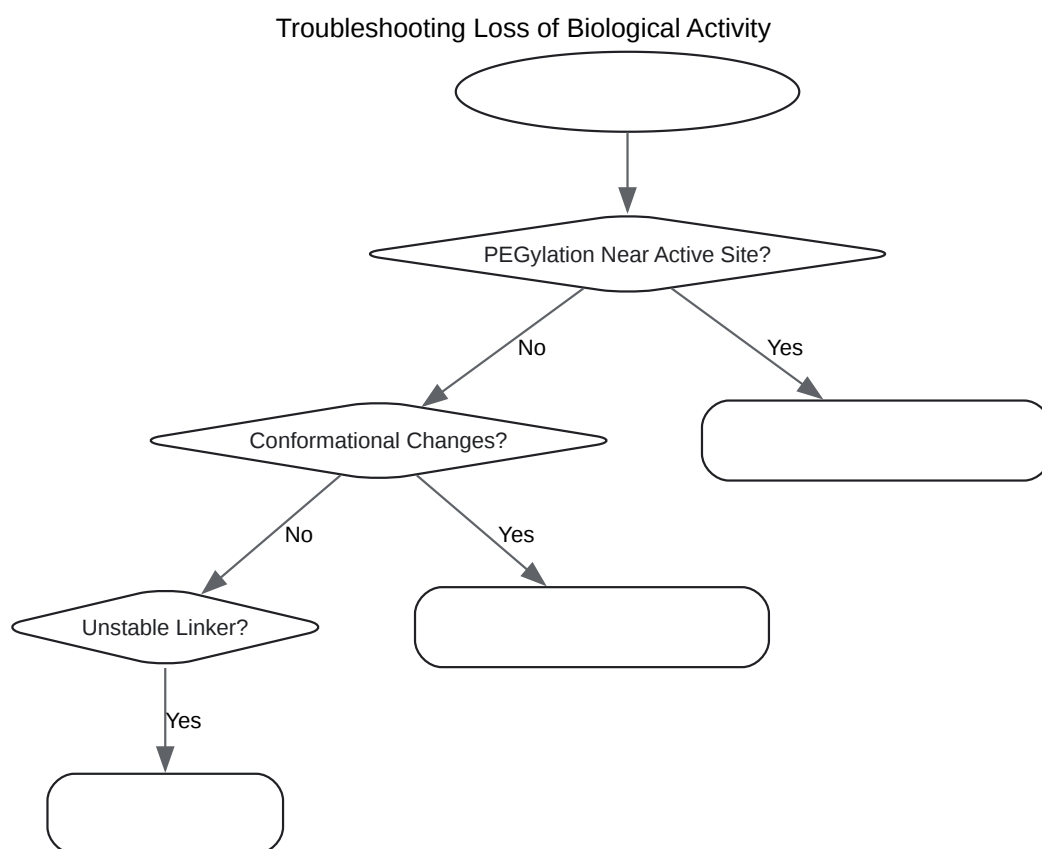 Troubleshooting Loss of Biological Activity
PEGylation Near Active Site?
No
Yes
Conformational Changes?
No
Yes
Unstable Linker?
Yes